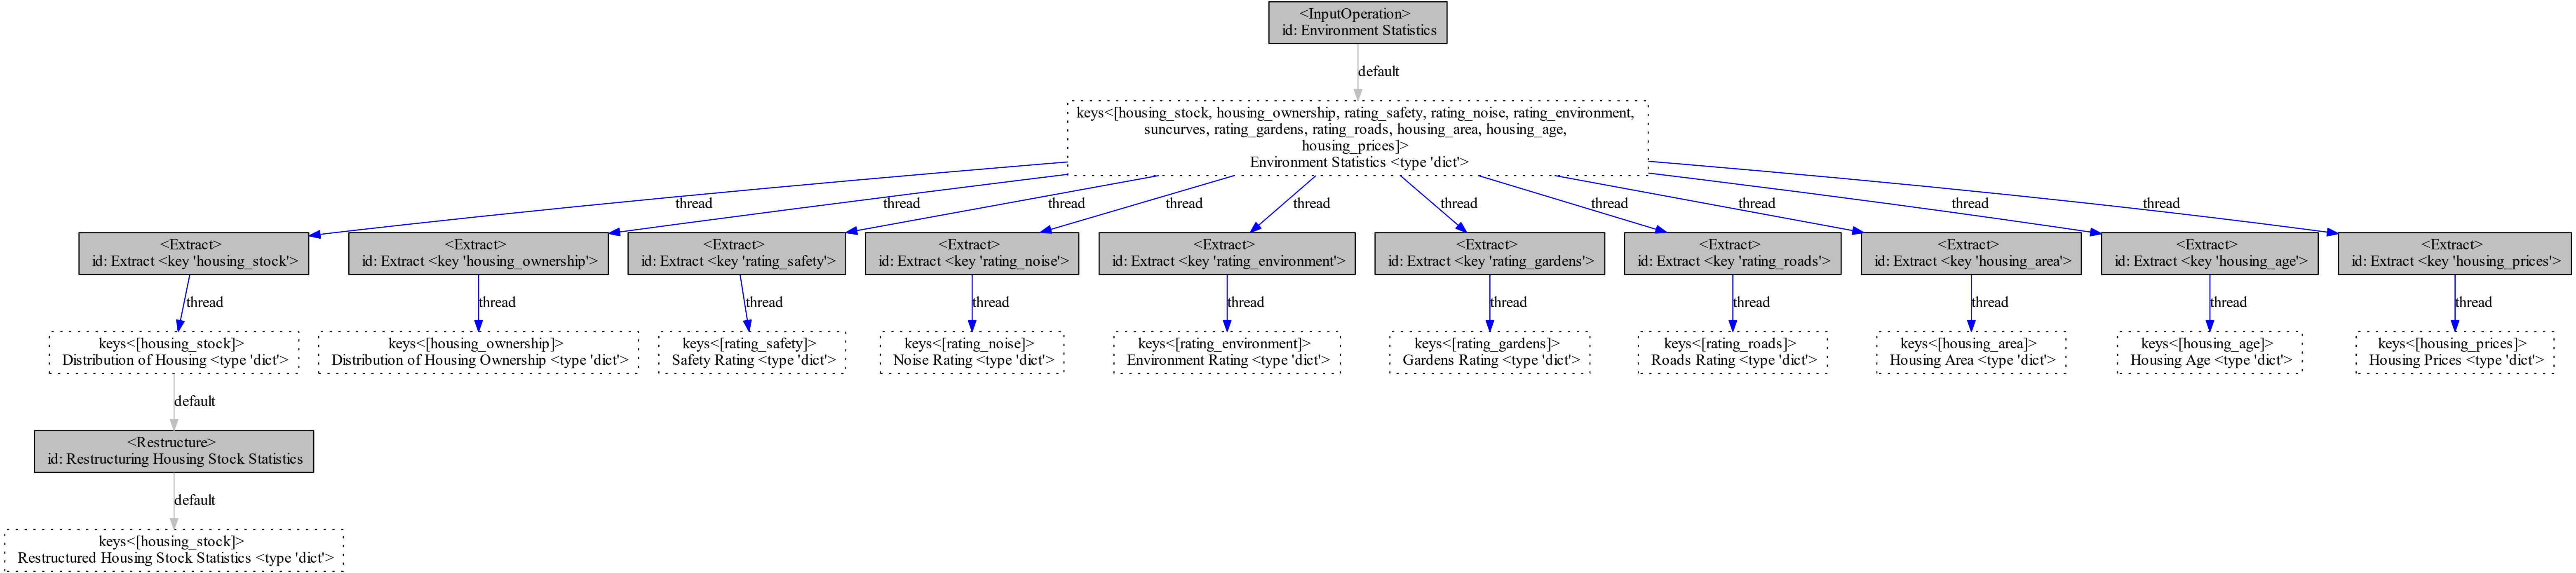 <InputOperation>
id: Environment Statistics
default
keys<[housing_stock, housing_ownership, rating_safety, rating_noise, rating_environment,
suncurves, rating_gardens, rating_roads, housing_area, housing_age,
housing_prices]>
Environment Statistics <type 'dict'>
thread
thread
thread
thread
thread
thread
thread
thread
thread
thread
<Extract>
id: Extract <key 'housing_stock'>
<Extract>
id: Extract <key 'housing_ownership'>
<Extract>
id: Extract <key 'rating_safety'>
<Extract>
id: Extract <key 'rating_noise'>
<Extract>
id: Extract <key 'rating_environment'>
<Extract>
id: Extract <key 'rating_gardens'>
<Extract>
id: Extract <key 'rating_roads'>
<Extract>
id: Extract <key 'housing_area'>
<Extract>
id: Extract <key 'housing_age'>
<Extract>
id: Extract <key 'housing_prices'>
thread
thread
thread
thread
thread
thread
thread
thread
thread
thread
keys<[housing_stock]>
Distribution of Housing <type 'dict'>
keys<[housing_ownership]>
Distribution of Housing Ownership <type 'dict'>
keys<[rating_safety]>
Safety Rating <type 'dict'>
keys<[rating_noise]>
Noise Rating <type 'dict'>
keys<[rating_environment]>
Environment Rating <type 'dict'>
keys<[rating_gardens]>
Gardens Rating <type 'dict'>
keys<[rating_roads]>
Roads Rating <type 'dict'>
keys<[housing_area]>
Housing Area <type 'dict'>
keys<[housing_age]>
Housing Age <type 'dict'>
keys<[housing_prices]>
Housing Prices <type 'dict'>
default
<Restructure>
id: Restructuring Housing Stock Statistics
default
keys<[housing_stock]>
Restructured Housing Stock Statistics <type 'dict'>